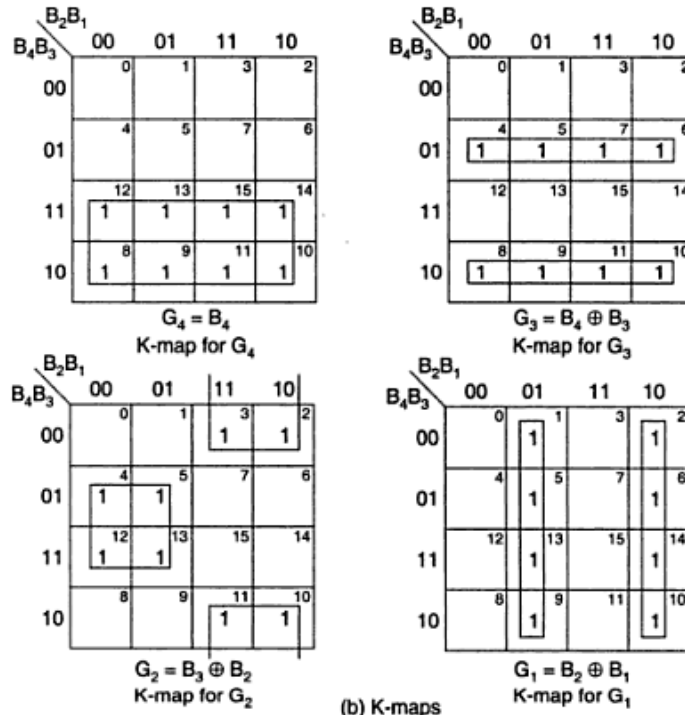 B₂B₁
B₄B₃ 00 01 11 10
0 1 3 2
00
4 5 7 6
01
12 13 15 14
11 1 1 1 1
8 9 11 10
10 1 1 1 1
G₄ = B₄
K-map for G₄
B₂B₁
B₄B₃ 00 01 11 10
0 1 3 2
00
4 5 7 6
01 1 1 1 1
12 13 15 14
11
8 9 11 10
10 1 1 1 1
G₃ = B₄ ⊕ B₃
K-map for G₃
B₂B₁
B₄B₃ 00 01 11 10
0 1 3 2
00 1 1
4 5 7 6
01 1 1
12 13 15 14
11 1 1
8 9 11 10
10 1 1
G₂ = B₃ ⊕ B₂
K-map for G₂
B₂B₁
B₄B₃ 00 01 11 10
0 1 3 2
00 1 1
4 5 7 6
01 1 1
12 13 15 14
11 1 1
8 9 11 10
10 1 1
G₁ = B₂ ⊕ B₁
K-map for G₁
(b) K-maps